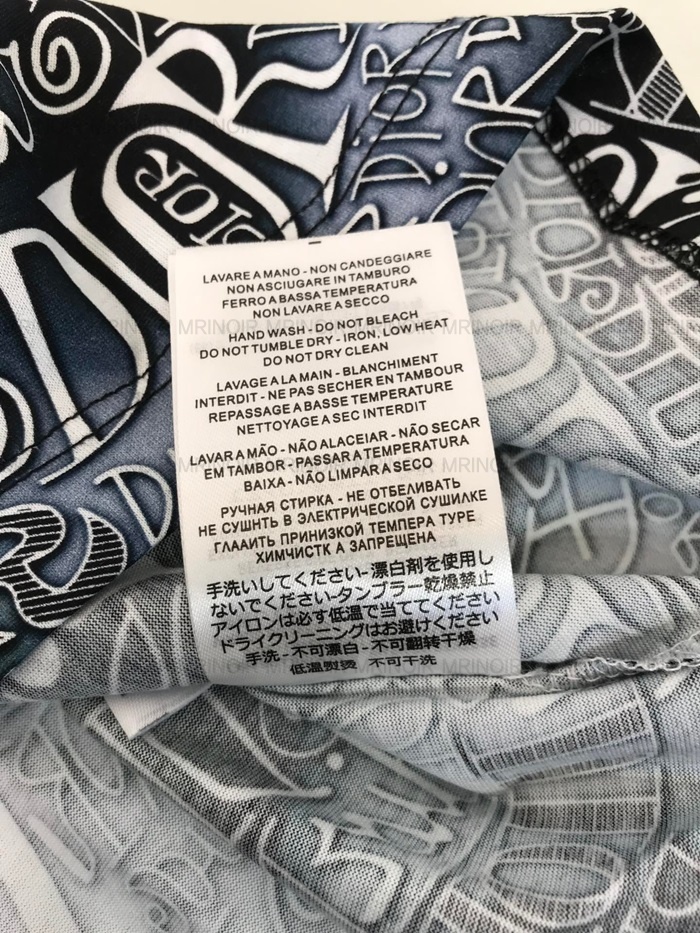 LAVARE A MANO - NON CANDEGGIARE
NON ASCIUGARE IN TAMBURO
FERRO A BASSA TEMPERATURA
NON LAVARE A SECCO
HAND WASH - DO NOT BLEACH
DO NOT TUMBLE DRY - IRON, LOW HEAT
DO NOT DRY CLEAN
LAVAGE A LA MAIN - BLANCHIMENT
INTERDIT - NE PAS SECHER EN TAMBOUR
REPASSAGE A BASSE TEMPERATURE
NETTOYAGE A SEC INTERDIT
LAVAR A MÃO - NÃO ALACEIAR - NÃO SECAR
EM TAMBOR - PASSAR A TEMPERATURA
BAIXA - NÃO LIMPAR A SECO
РУЧНАЯ СТИРКА - НЕ ОТБЕЛИВАТЬ
НЕ СУШНТЬ В ЭЛЕКТРИЧЕСКОЙ СУШИЛКЕ
ГЛАAИТЬ ПРИНИЗКОЙ ТЕМПЕРА ТУРЕ
ХИМЧИСТК А ЗАПРЕЩЕНА
手洗いしてください-漂白剤を使用し
ないでください-タンブラー乾燥禁止
アイロンは必す低温で当ててください
ドライクリーニングはお避けください
手洗-不可漂白-不可翻转干燥
低温熨烫 不可干洗
DIOR
DIOR
MRINOIR